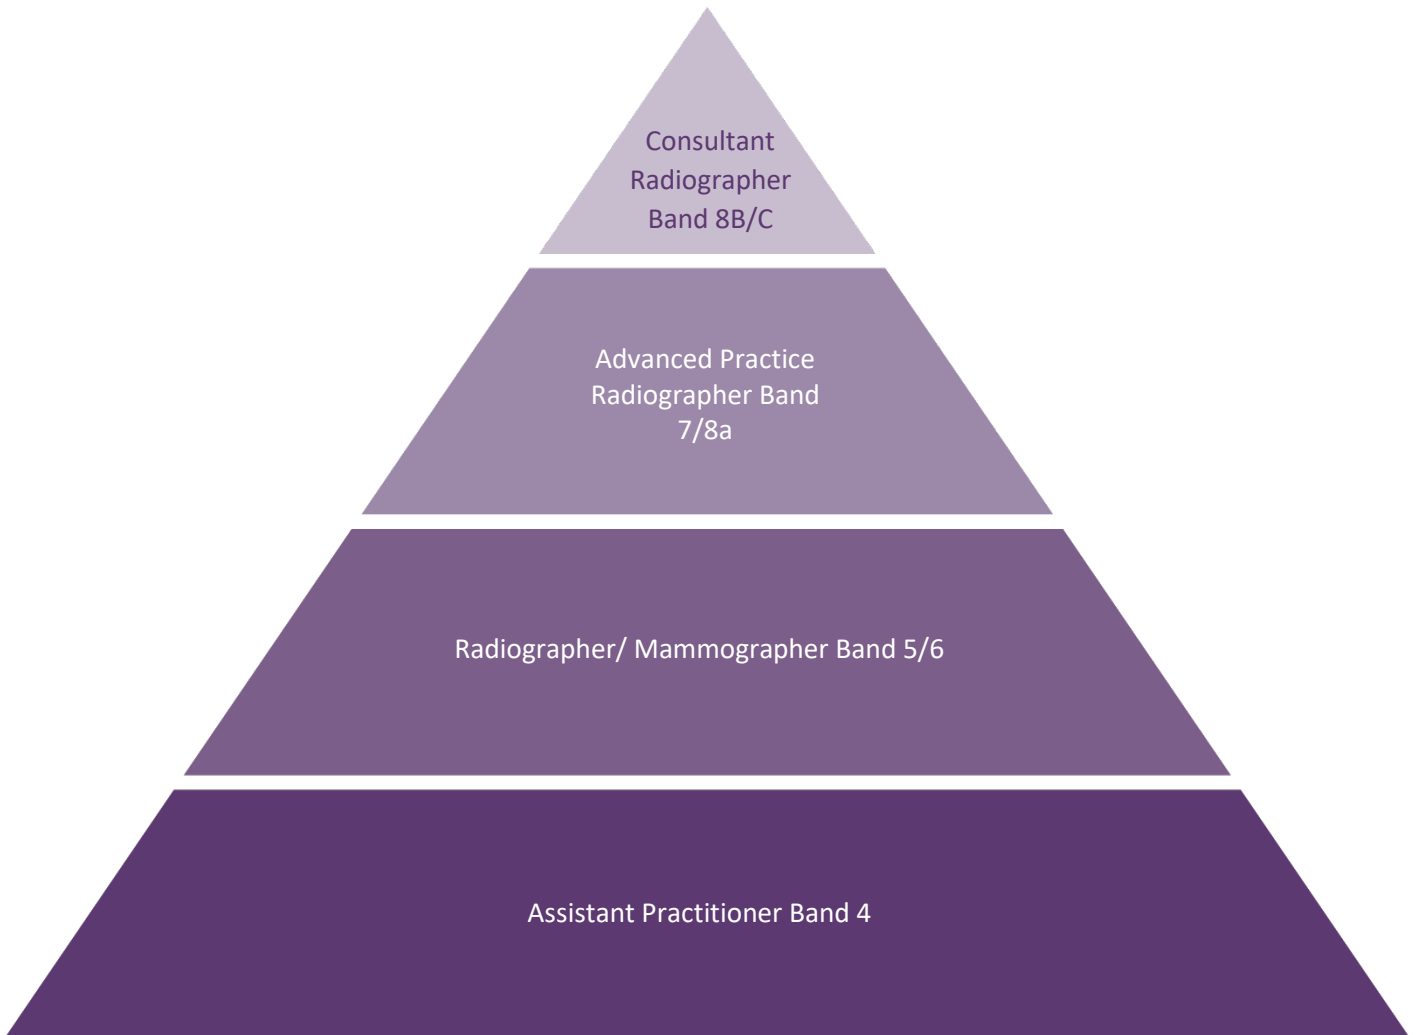 Consultant
Radiographer
Band 8B/C
Advanced Practice
Radiographer Band
7/8a
Radiographer/ Mammographer Band 5/6
Assistant Practitioner Band 4